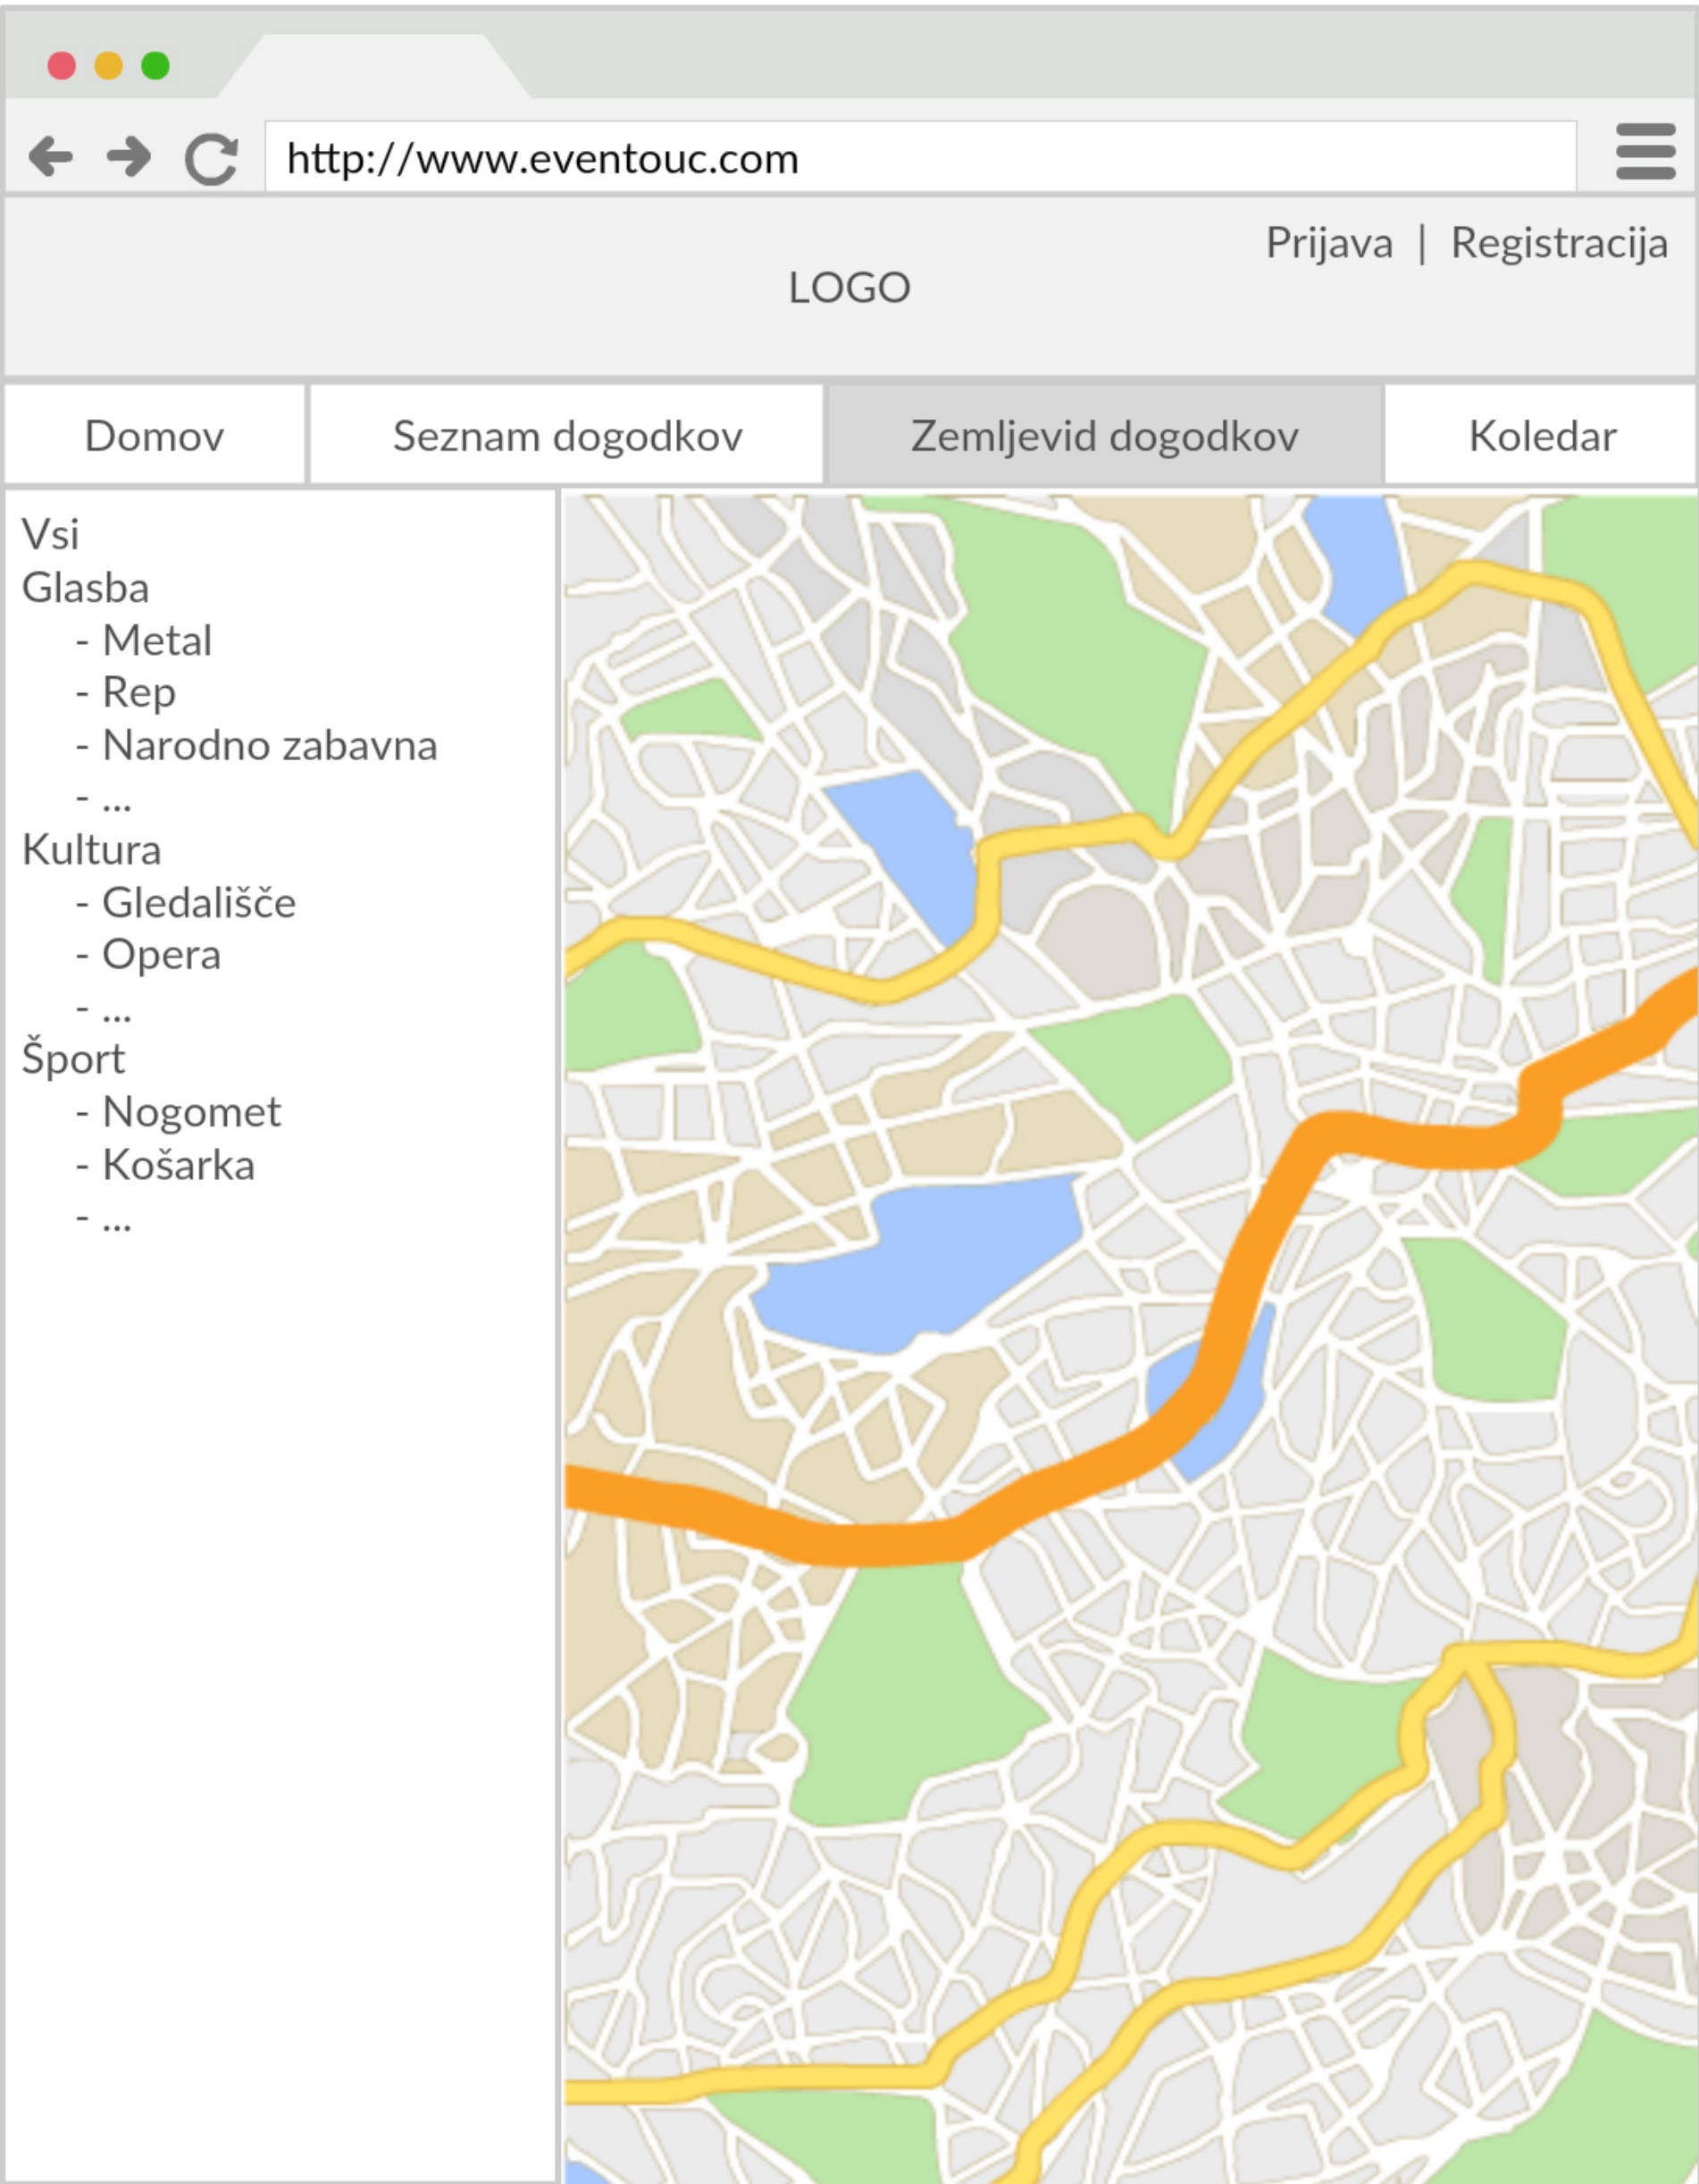 http://www.eventouc.com
Prijava | Registracija
LOGO
Domov
Seznam dogodkov
Zemljevid dogodkov
Koledar
Vsi
Glasba
- Metal
- Rep
- Narodno zabavna
- ...
Kultura
- Gledališče
- Opera
- ...
Šport
- Nogomet
- Košarka
- ...